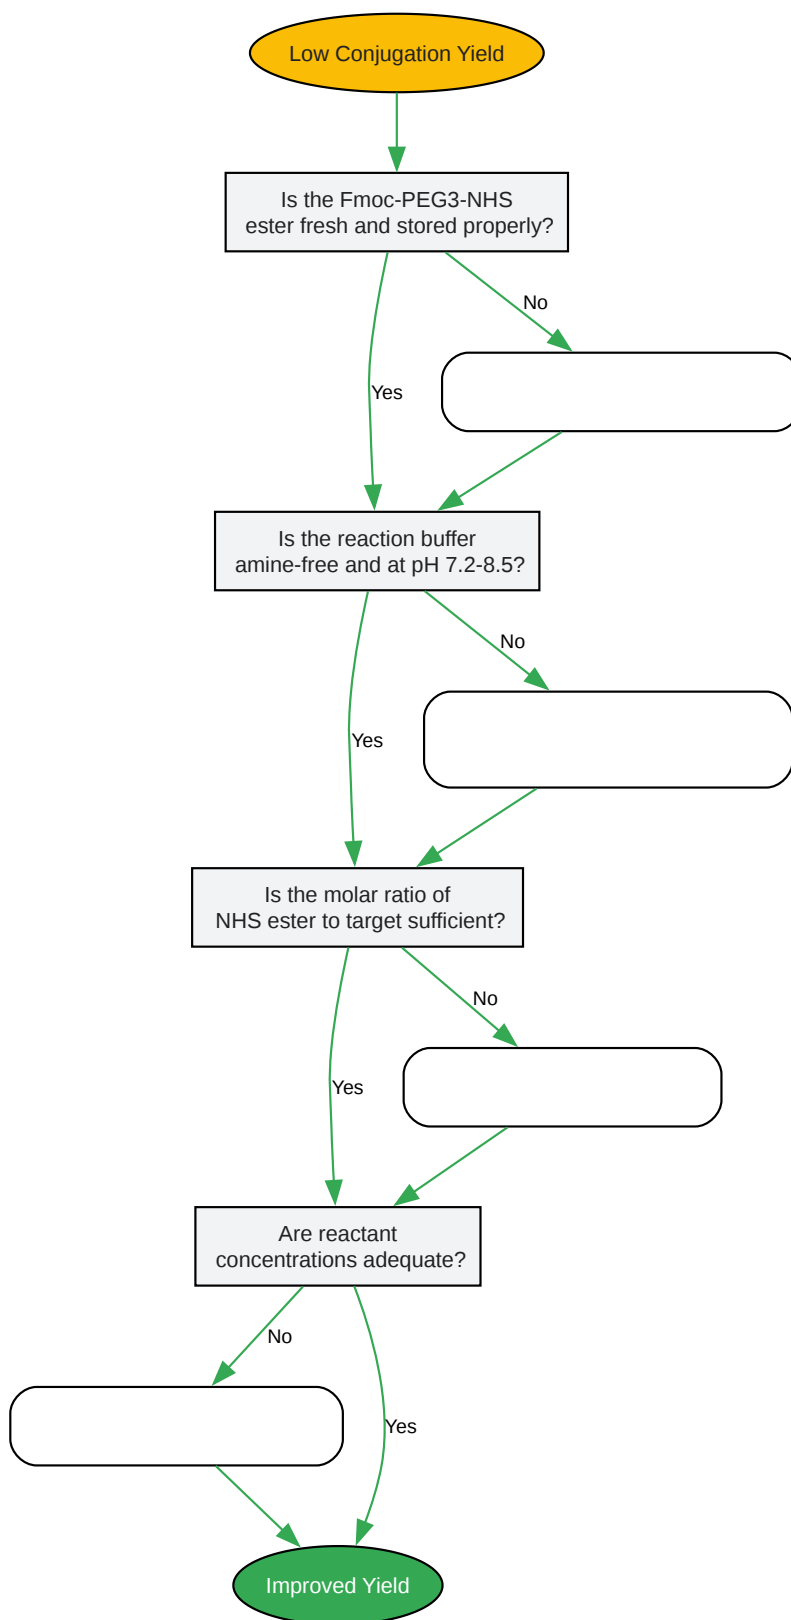 Low Conjugation Yield
Is the Fmoc-PEG3-NHS
ester fresh and stored properly?
No
Yes
Is the reaction buffer
amine-free and at pH 7.2-8.5?
No
Yes
Is the molar ratio of
NHS ester to target sufficient?
No
Yes
Are reactant
concentrations adequate?
No
Yes
Improved Yield